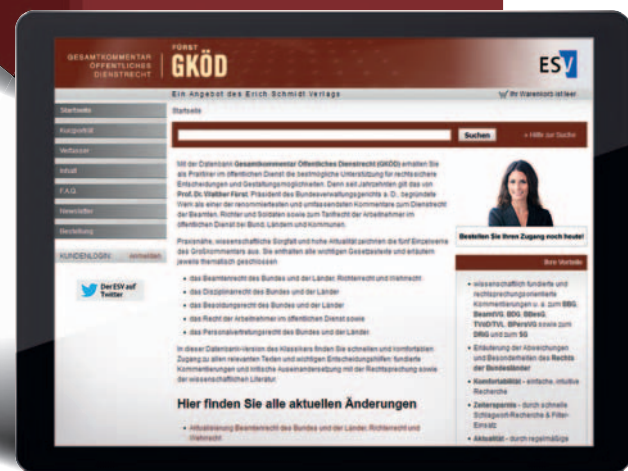 GESAMTKOMMENTAR
ÖFFENTLICHES
DIENSTRECHT
FÜRST
GKÖD
ESV
Ein Angebot des Erich Schmidt Verlags
Ihr Warenkorb ist leer
Startseite
Kurzporträt
Verfasser
Inhalt
F.A.Q.
Newsletter
Bestellung
KUNDENLOGIN Anmelden
Der ESV auf
Twitter
Startseite
Suchen
» Hilfe zur Suche
Mit der Datenbank Gesamtkommentar Öffentliches Dienstrecht (GKÖD) erhalten Sie
als Praktiker im öffentlichen Dienst die bestmögliche Unterstützung für rechtssichere
Entscheidungen und Gestaltungsmöglichkeiten. Denn seit Jahrzehnten gilt das von
Prof. Dr. Walther Fürst, Präsident des Bundesverwaltungsgerichts a. D., begründete
Werk als einer der renommiertesten und umfassendsten Kommentare zum Dienstrecht
der Beamten, Richter und Soldaten sowie zum Tarifrecht der Arbeitnehmer im
öffentlichen Dienst bei Bund, Ländern und Kommunen.
Praxisnähe, wissenschaftliche Sorgfalt und hohe Aktualität zeichnen die fünf Einzelwerke
des Großkommentars aus. Sie enthalten alle wichtigen Gesetzestexte und erläutern
jeweils thematisch geschlossen
• das Beamtenrecht des Bundes und der Länder, Richterrecht und Wehrrecht
• das Disziplinarrecht des Bundes und der Länder
• das Besoldungsrecht des Bundes und der Länder
• das Recht der Arbeitnehmer im öffentlichen Dienst sowie
• das Personalvertretungsrecht des Bundes und der Länder.
In dieser Datenbank-Version des Klassikers finden Sie schnellen und komfortablen
Zugang zu allen relevanten Texten und wichtigen Entscheidungshilfen: fundierte
Kommentierungen und kritische Auseinandersetzung mit der Rechtsprechung sowie
der wissenschaftlichen Literatur.
Hier finden Sie alle aktuellen Änderungen
• Aktualisierung Beamtenrecht des Bundes und der Länder, Richterrecht und
Wehrrecht
Bestellen Sie Ihren Zugang noch heute!
Ihre Vorteile
• wissenschaftlich fundierte und
rechtsprechungsorientierte
Kommentierungen u. a. zum BBG,
BeamtVG, BDG, BBesG,
TVöD/TVL, BPersVG sowie zum
DRiG und zum SG
• Erläuterung der Abweichungen
und Besonderheiten des Rechts
der Bundesländer
• Komfortabilität - einfache, intuitive
Recherche
• Zeitersparnis - durch schnelle
Schlagwort-Recherche & Filter-
Einsatz
• Aktualität - durch regelmäßige